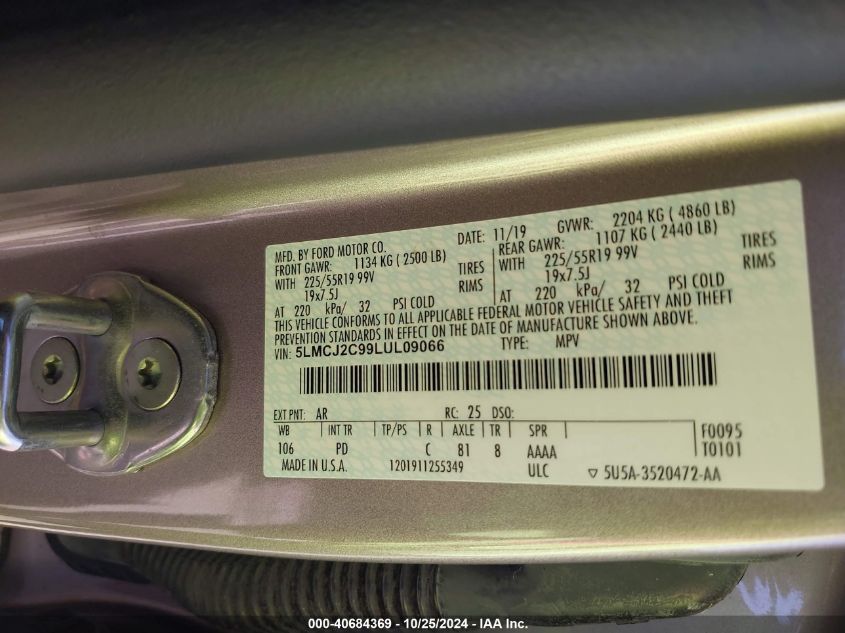 MFD. BY FORD MOTOR CO. DATE: 11/19 GVWR: 2204 KG ( 4860 LB)
FRONT GAWR: 1134 KG ( 2500 LB) REAR GAWR: 1107 KG ( 2440 LB)
WITH 225/55R19 99V TIRES WITH 225/55R19 99V TIRES
19x7.5J RIMS 19x7.5J RIMS
AT 220 kPa/ 32 PSI COLD AT 220 kPa/ 32 PSI COLD
THIS VEHICLE CONFORMS TO ALL APPLICABLE FEDERAL MOTOR VEHICLE SAFETY AND THEFT
PREVENTION STANDARDS IN EFFECT ON THE DATE OF MANUFACTURE SHOWN ABOVE.
VIN: 5LMCJ2C99LUL09066 TYPE: MPV
EXT PNT: AR RC: 25 DSO:
WB INT TR TP/PS R AXLE TR SPR F0095
106 PD C 81 8 AAAA T0101
MADE IN U.S.A. 1201911255349 ULC ▽ 5U5A-3520472-AA
000-40684369 - 10/25/2024 - IAA Inc.